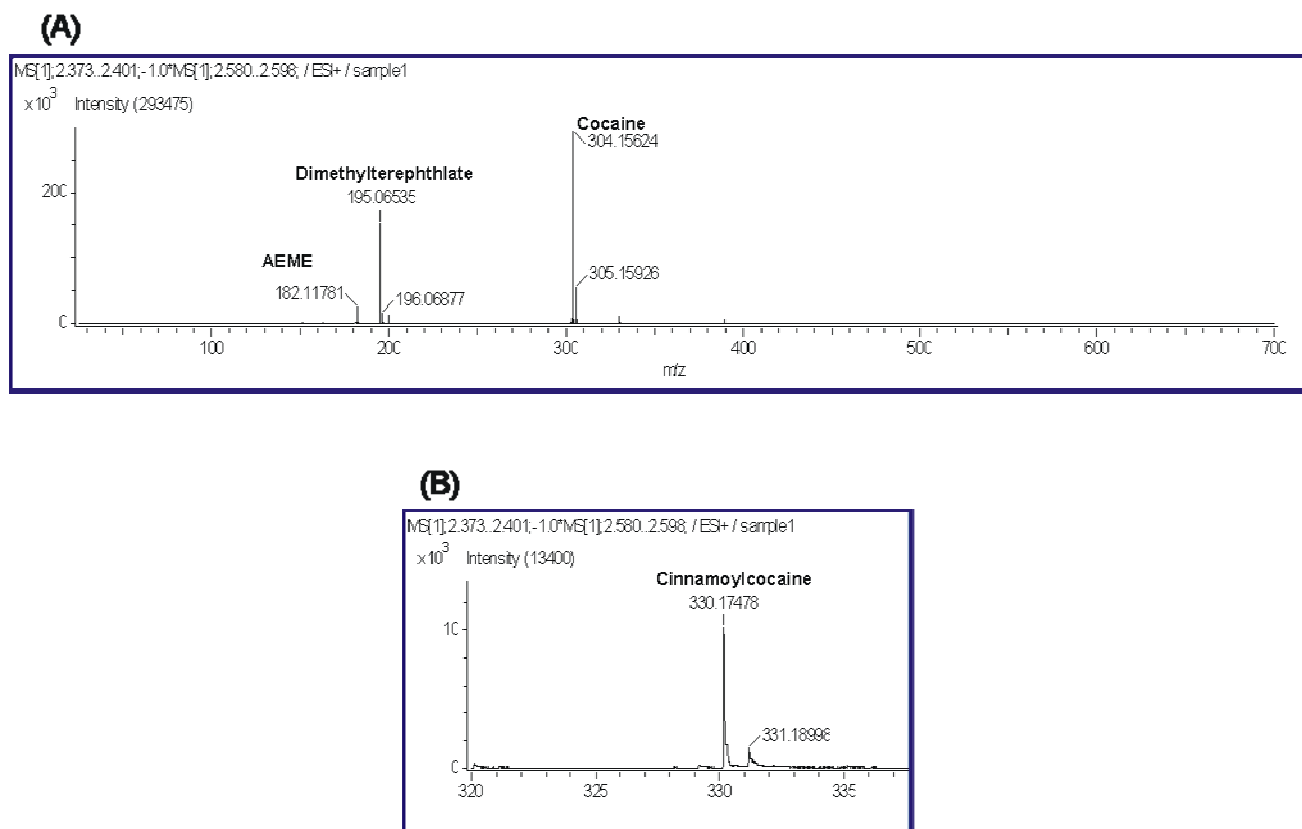 (A)
MS[1];2.373..2.401;-1.0*MS[1];2.580..2.598; / ESI+ / sample1
x10³ Intensity (293475)
Cocaine
304.15624
Dimethylterephthlate
195.06535
200
AEME
305.15926
182.11781
196.06877
0
100 200 300 400 500 600 700
m/z
(B)
MS[1];2.373..2.401;-1.0*MS[1];2.580..2.598; / ESI+ / sample1
x10³ Intensity (13400)
Cinnamoylcocaine
330.17478
10
331.18998
0
320 325 330 335